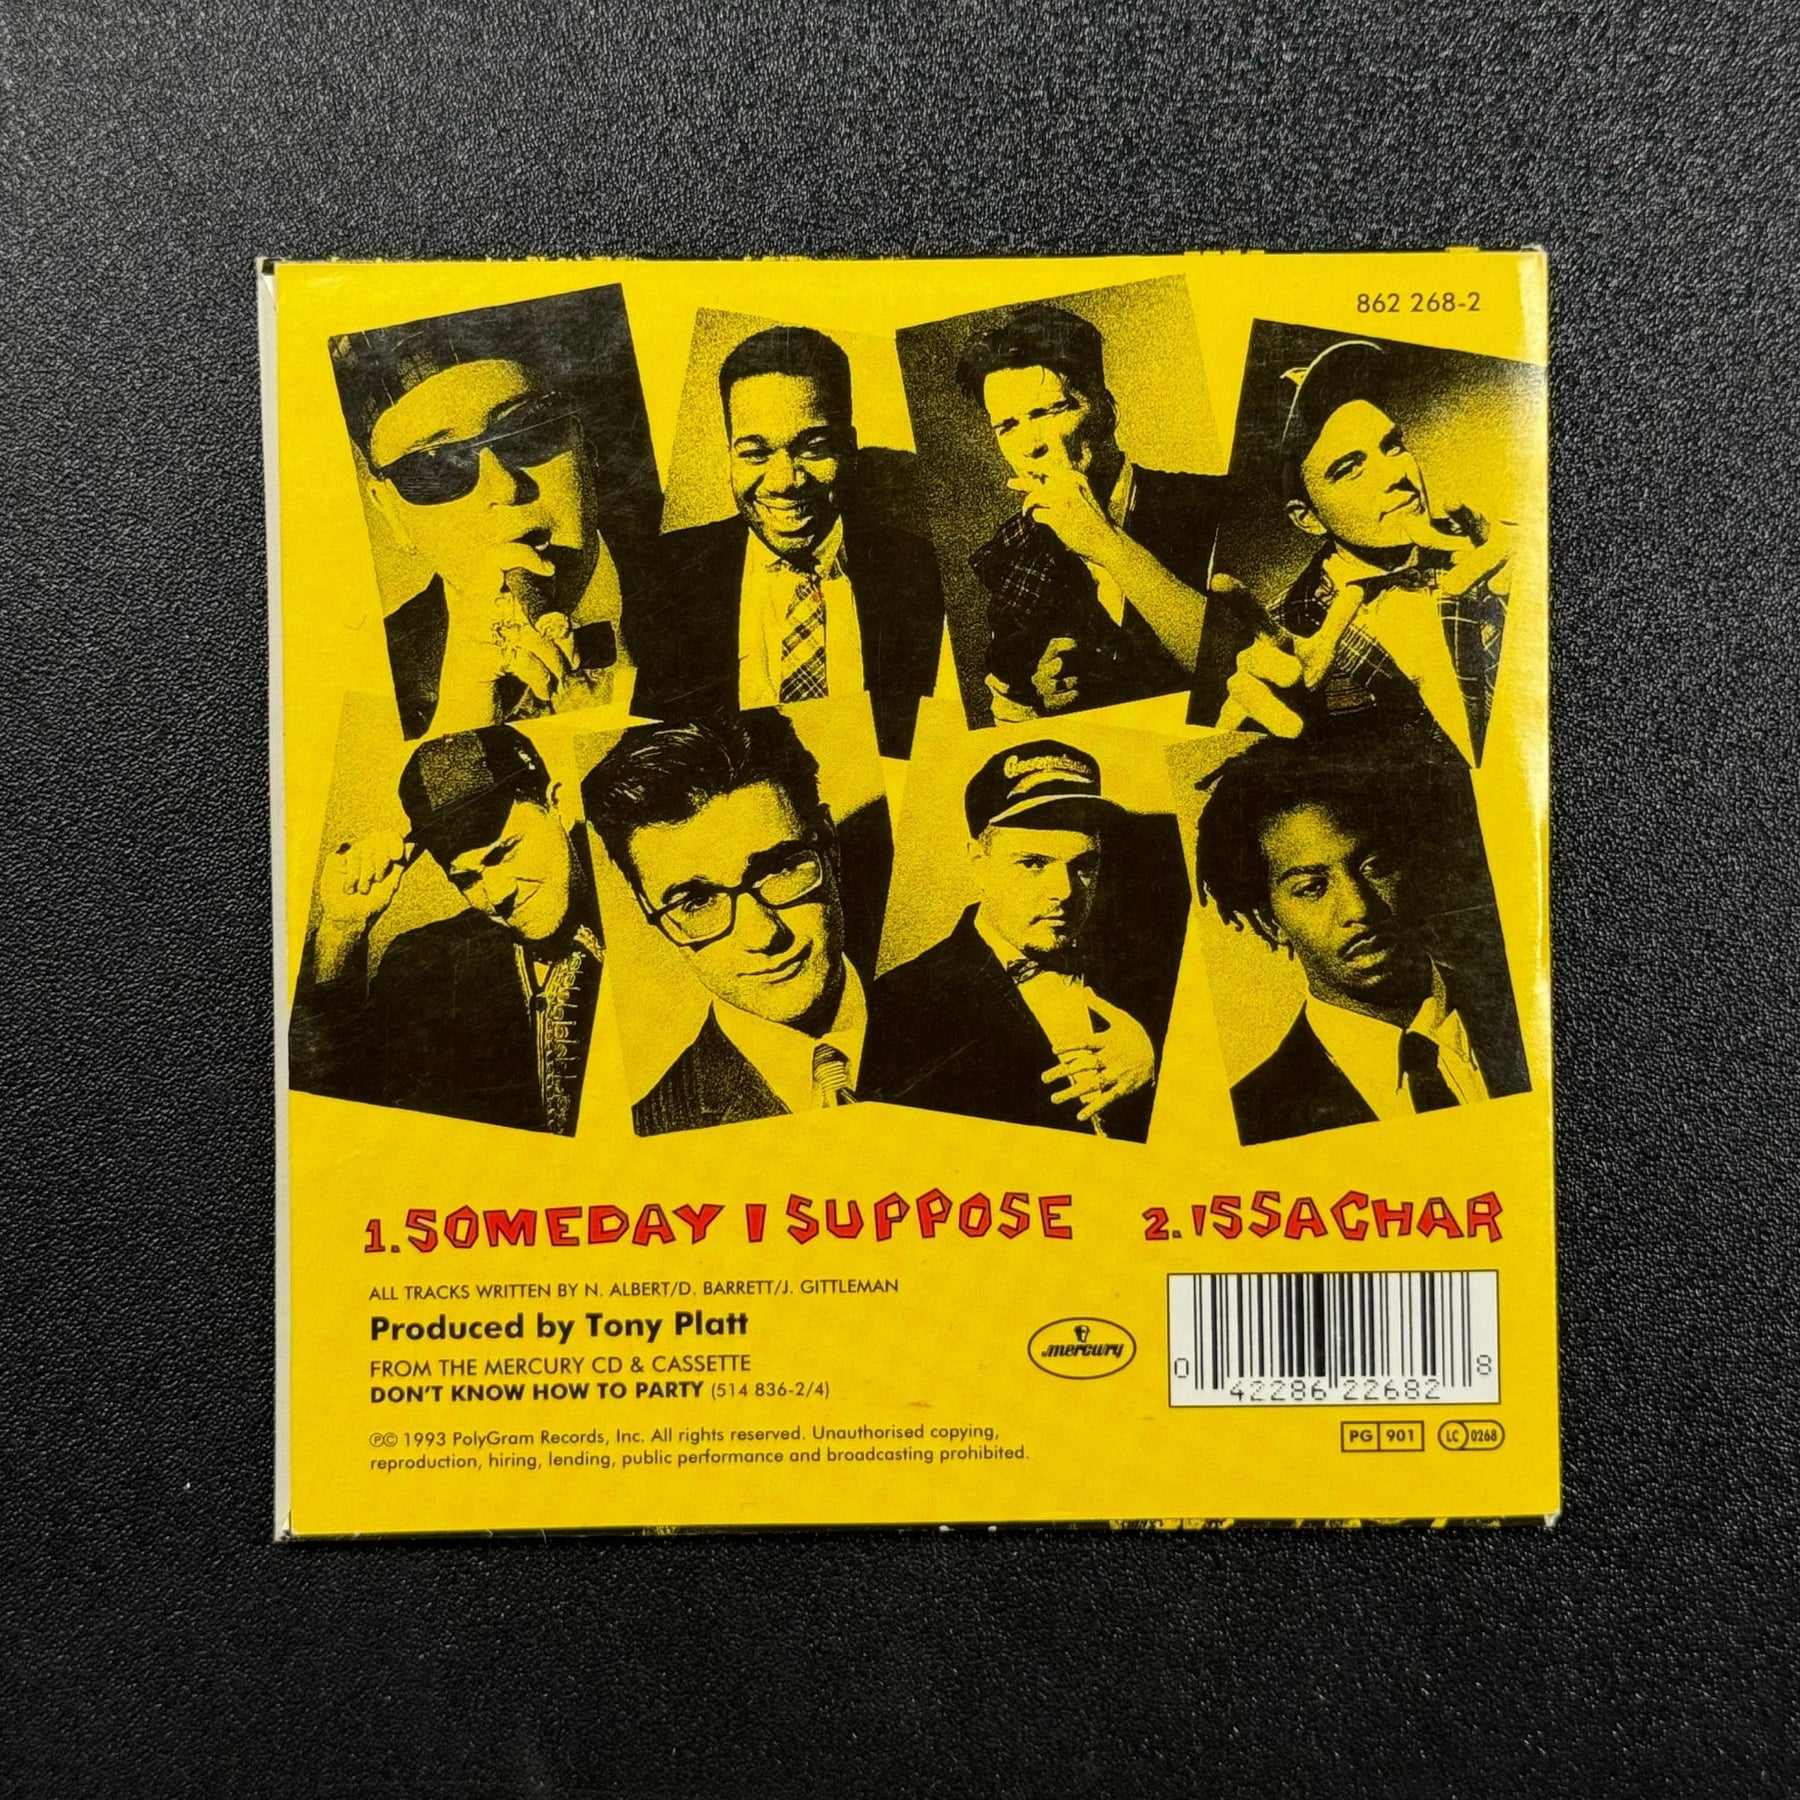 862 268-2
1. SOMEDAY I SUPPOSE 2. ISSACHAR
ALL TRACKS WRITTEN BY N. ALBERT/D. BARRETT/J. GITTLEMAN
Produced by Tony Platt
FROM THE MERCURY CD & CASSETTE
DON'T KNOW HOW TO PARTY (514 836-2/4)
mercury
0 42286 22682 8
℗© 1993 PolyGram Records, Inc. All rights reserved. Unauthorised copying,
reproduction, hiring, lending, public performance and broadcasting prohibited.
PG 901 LC 0268